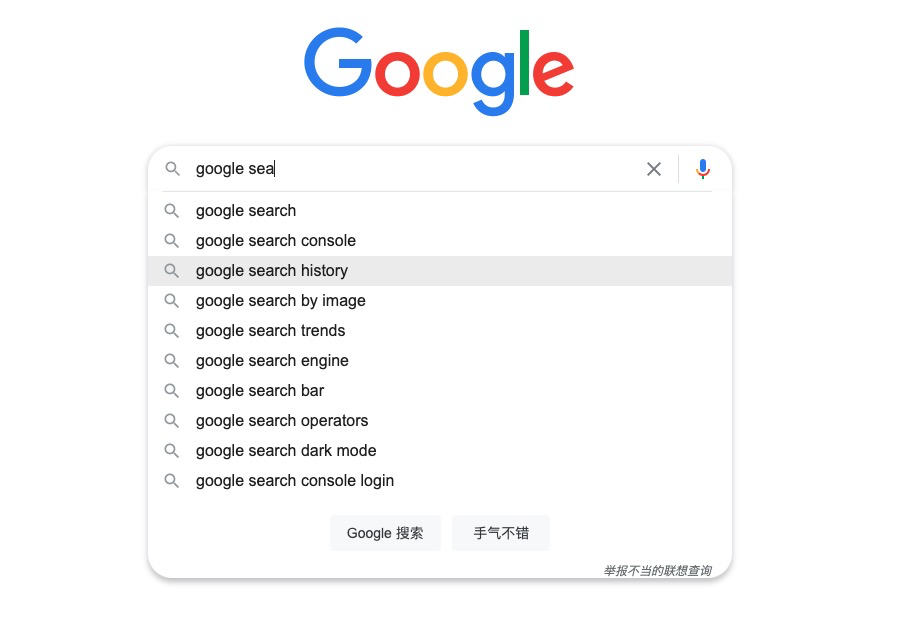 Google
google sea
google search
google search console
google search history
google search by image
google search trends
google search engine
google search bar
google search operators
google search dark mode
google search console login
Google 搜索 手气不错
举报不当的联想查询